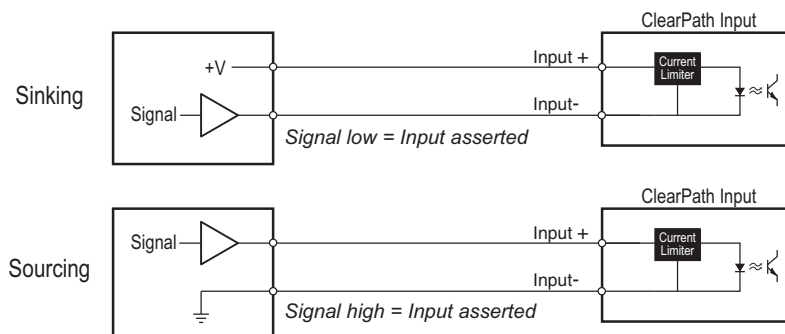 ClearPath Input
Sinking
+V
Input +
Current
Limiter
Signal
Input-
Signal low = Input asserted
ClearPath Input
Sourcing
Signal
Input +
Current
Limiter
Input-
Signal high = Input asserted